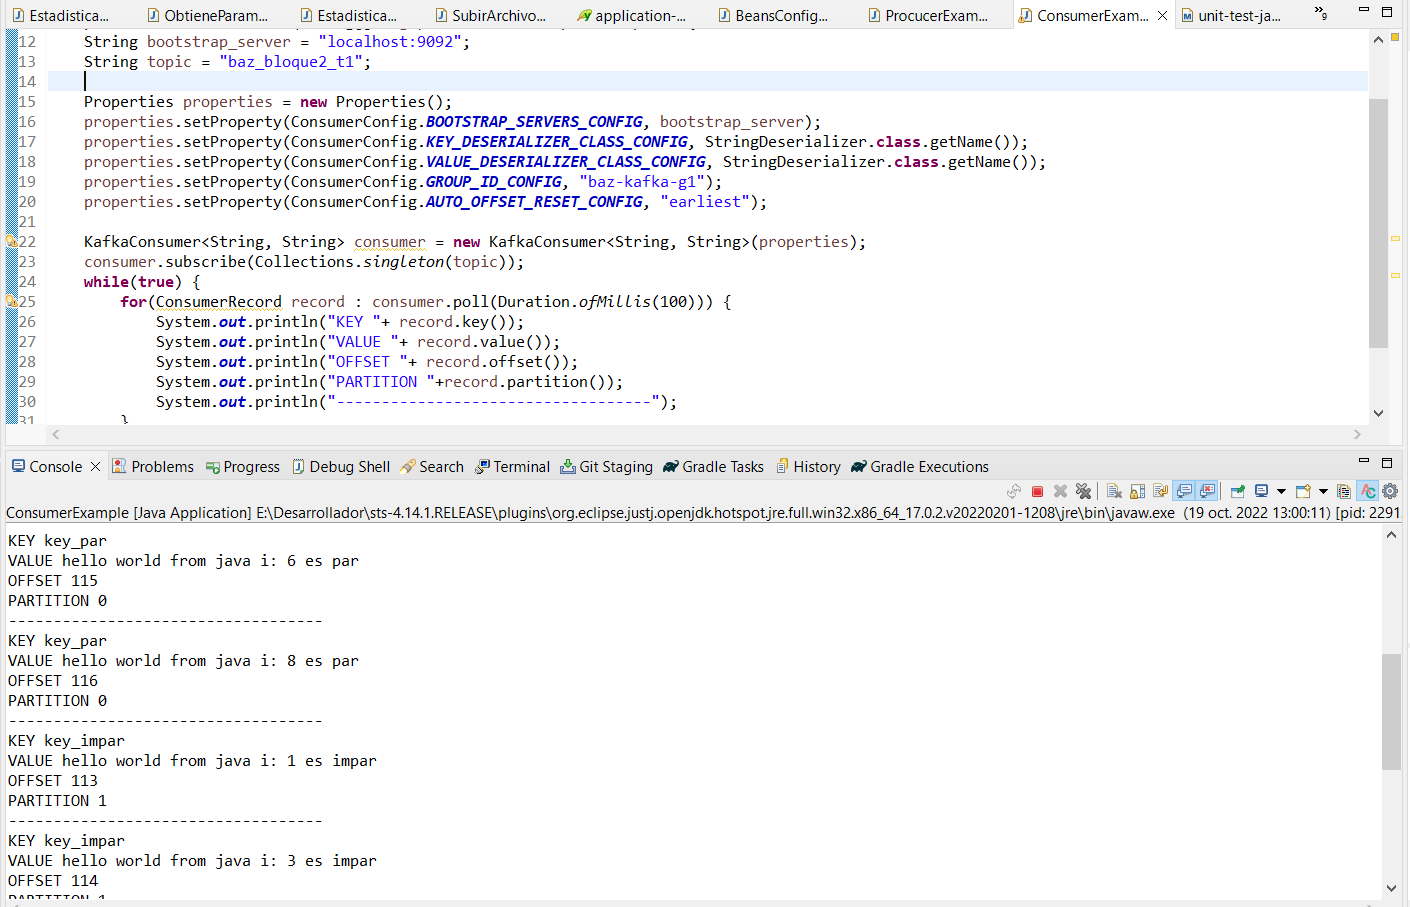 Estadistica...
ObtieneParam...
Estadistica...
SubirArchivo...
application-...
BeansConfig...
ProcucerExam...
ConsumerExam...
unit-test-ja...
»9
12 String bootstrap_server = "localhost:9092";
13 String topic = "baz_bloque2_t1";
14
15 Properties properties = new Properties();
16 properties.setProperty(ConsumerConfig.BOOTSTRAP_SERVERS_CONFIG, bootstrap_server);
17 properties.setProperty(ConsumerConfig.KEY_DESERIALIZER_CLASS_CONFIG, StringDeserializer.class.getName());
18 properties.setProperty(ConsumerConfig.VALUE_DESERIALIZER_CLASS_CONFIG, StringDeserializer.class.getName());
19 properties.setProperty(ConsumerConfig.GROUP_ID_CONFIG, "baz-kafka-g1");
20 properties.setProperty(ConsumerConfig.AUTO_OFFSET_RESET_CONFIG, "earliest");
21
22 KafkaConsumer<String, String> consumer = new KafkaConsumer<String, String>(properties);
23 consumer.subscribe(Collections.singleton(topic));
24 while(true) {
25 for(ConsumerRecord record : consumer.poll(Duration.ofMillis(100))) {
26 System.out.println("KEY "+ record.key());
27 System.out.println("VALUE "+ record.value());
28 System.out.println("OFFSET "+ record.offset());
29 System.out.println("PARTITION "+record.partition());
30 System.out.println("-----------------------------------");
31 }
Console Problems Progress Debug Shell Search Terminal Git Staging Gradle Tasks History Gradle Executions
ConsumerExample [Java Application] E:\Desarrollador\sts-4.14.1.RELEASE\plugins\org.eclipse.justj.openjdk.hotspot.jre.full.win32.x86_64_17.0.2.v20220201-1208\jre\bin\javaw.exe (19 oct. 2022 13:00:11) [pid: 2291
KEY key_par
VALUE hello world from java i: 6 es par
OFFSET 115
PARTITION 0
-----------------------------------
KEY key_par
VALUE hello world from java i: 8 es par
OFFSET 116
PARTITION 0
-----------------------------------
KEY key_impar
VALUE hello world from java i: 1 es impar
OFFSET 113
PARTITION 1
-----------------------------------
KEY key_impar
VALUE hello world from java i: 3 es impar
OFFSET 114
PARTITION 1